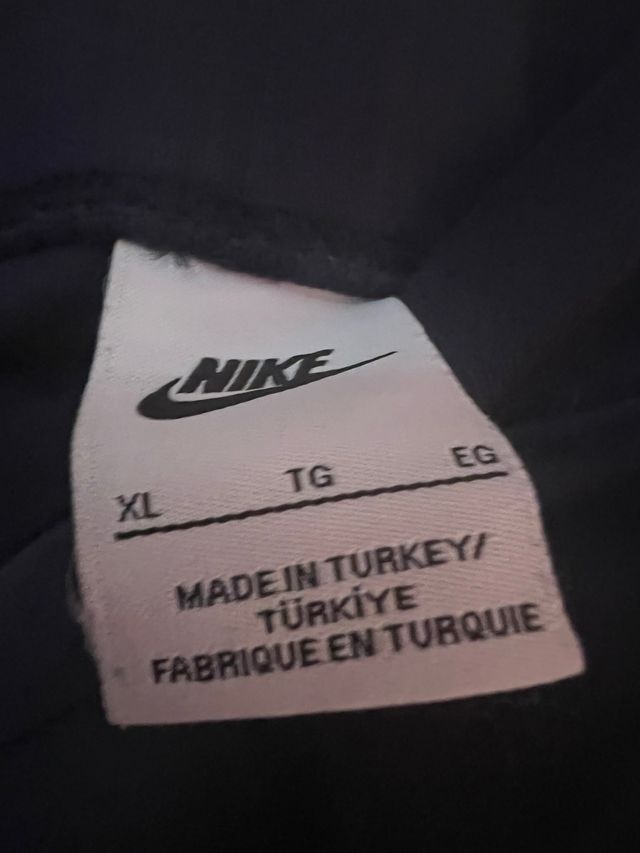 NIKE
XL TG EG
MADE IN TURKEY/
TÜRKİYE
FABRIQUE EN TURQUIE